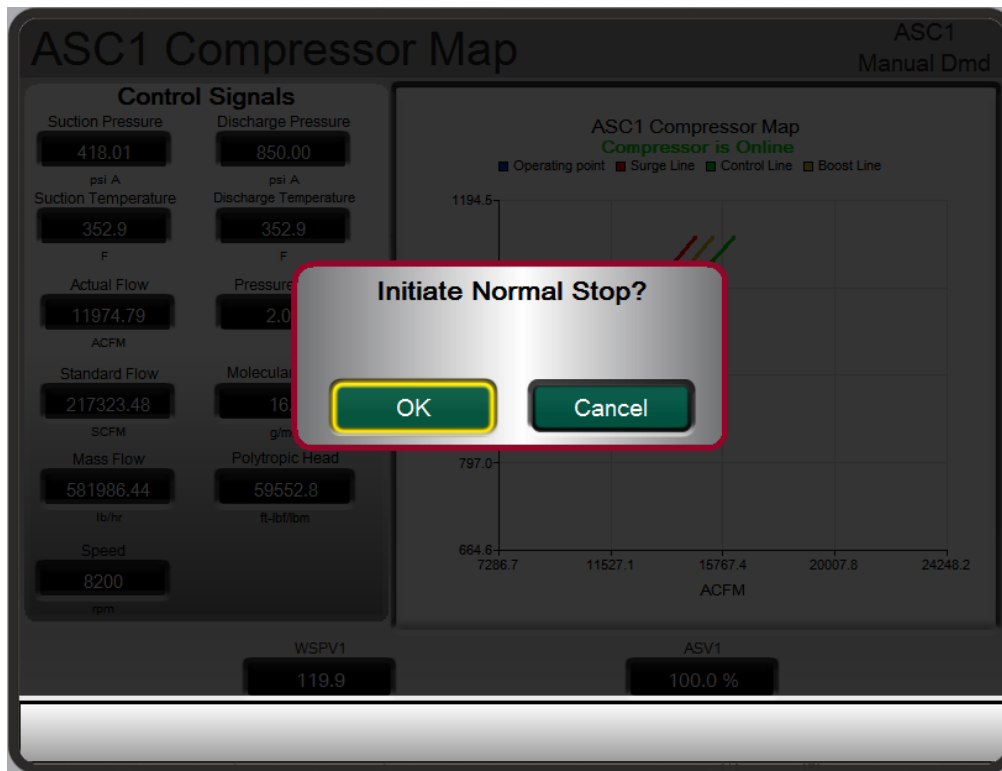 ASC1 Compressor Map
ASC1
Manual Dmd
Control Signals
Suction Pressure
Discharge Pressure
418.01
850.00
psi A
psi A
Suction Temperature
Discharge Temperature
352.9
352.9
F
F
Actual Flow
Pressure
11974.79
2.0
ACFM
Standard Flow
Molecula
217323.48
16.
SCFM
g/m
Mass Flow
Polytropic Head
581986.44
59552.8
lb/hr
ft-lbf/lbm
Speed
8200
rpm
ASC1 Compressor Map
Compressor is Online
Operating point Surge Line Control Line Boost Line
1194.5
797.0
664.6
7286.7 11527.1 15767.4 20007.8 24248.2
ACFM
Initiate Normal Stop?
OK Cancel
WSPV1
ASV1
119.9
100.0 %